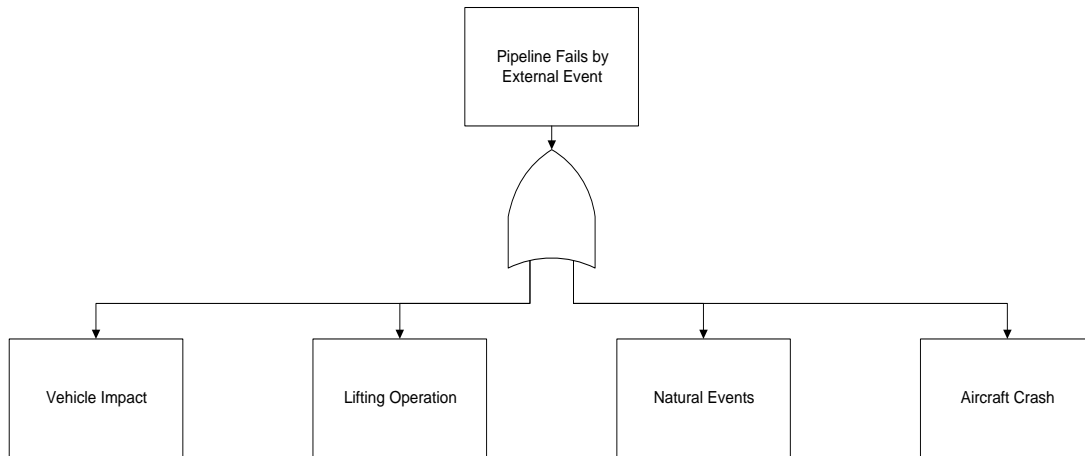 Pipeline Fails by
External Event
Vehicle Impact
Lifting Operation
Natural Events
Aircraft Crash